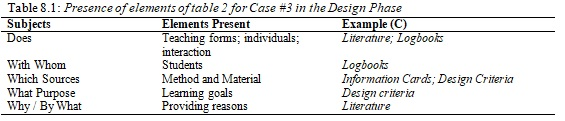 Table 8.1: Presence of elements of table 2 for Case #3 in the Design Phase
Subjects Elements Present Example (C)
Does Teaching forms; individuals; Literature; Logbooks
interaction
With Whom Students Logbooks
Which Sources Method and Material Information Cards; Design Criteria
What Purpose Learning goals Design criteria
Why / By What Providing reasons Literature